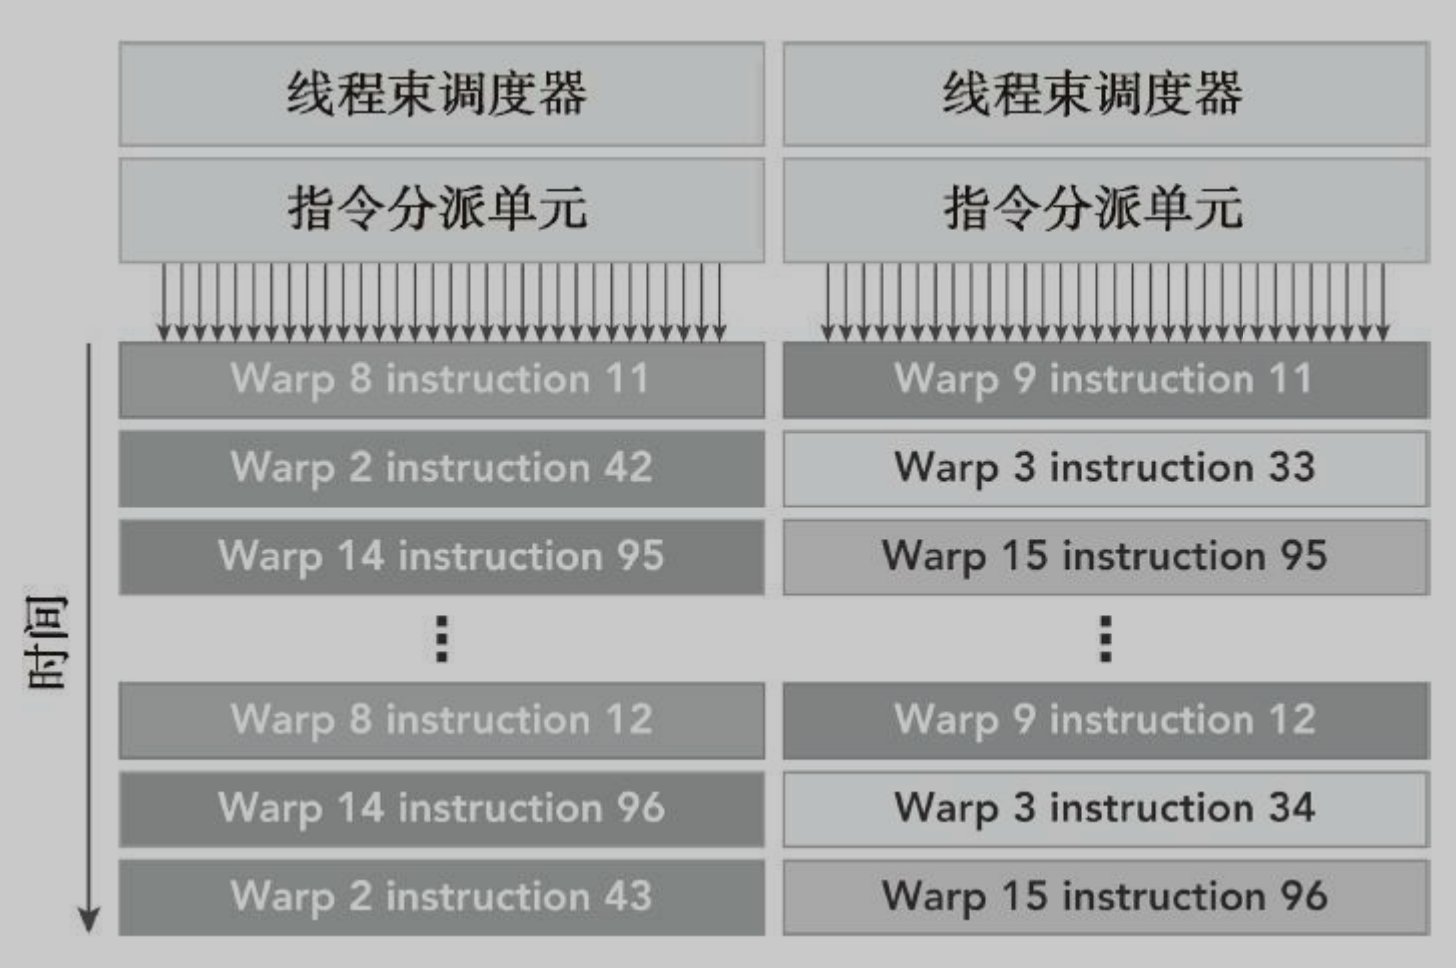 线程束调度器
线程束调度器
指令分派单元
指令分派单元
Warp 8 instruction 11
Warp 9 instruction 11
Warp 2 instruction 42
Warp 3 instruction 33
Warp 14 instruction 95
Warp 15 instruction 95
时间
Warp 8 instruction 12
Warp 9 instruction 12
Warp 14 instruction 96
Warp 3 instruction 34
Warp 2 instruction 43
Warp 15 instruction 96